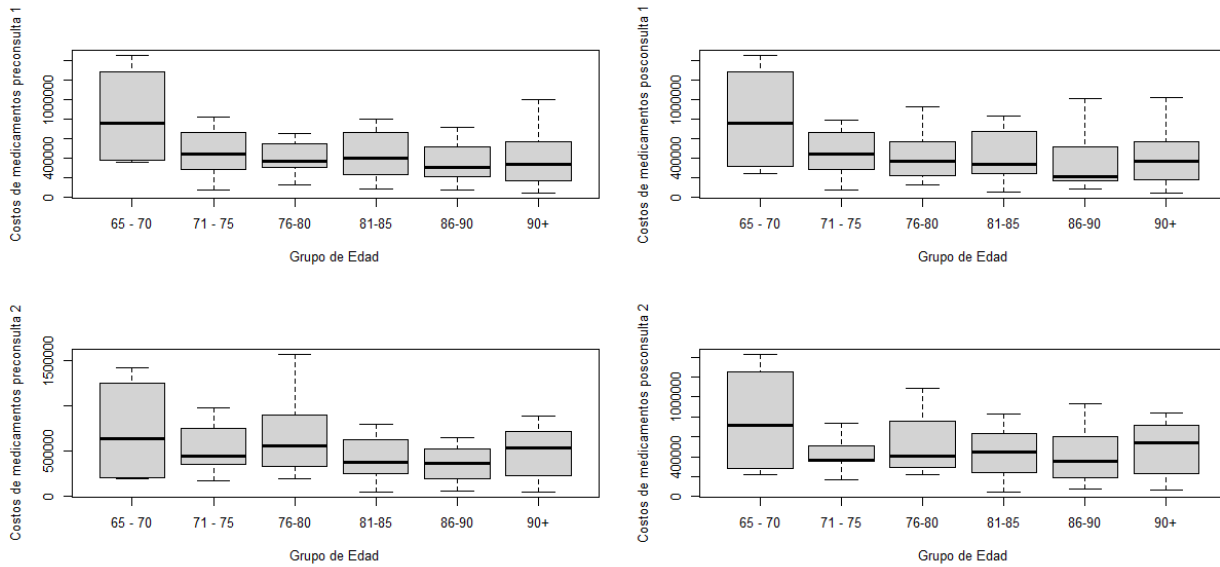 Costos de medicamentos preconsulta 1
1000000
400000
0
65 - 70 71 - 75 76-80 81-85 86-90 90+
Grupo de Edad
Costos de medicamentos posconsulta 1
1000000
400000
0
65 - 70 71 - 75 76-80 81-85 86-90 90+
Grupo de Edad
Costos de medicamentos preconsulta 2
1500000
500000
0
65 - 70 71 - 75 76-80 81-85 86-90 90+
Grupo de Edad
Costos de medicamentos posconsulta 2
1000000
400000
0
65 - 70 71 - 75 76-80 81-85 86-90 90+
Grupo de Edad